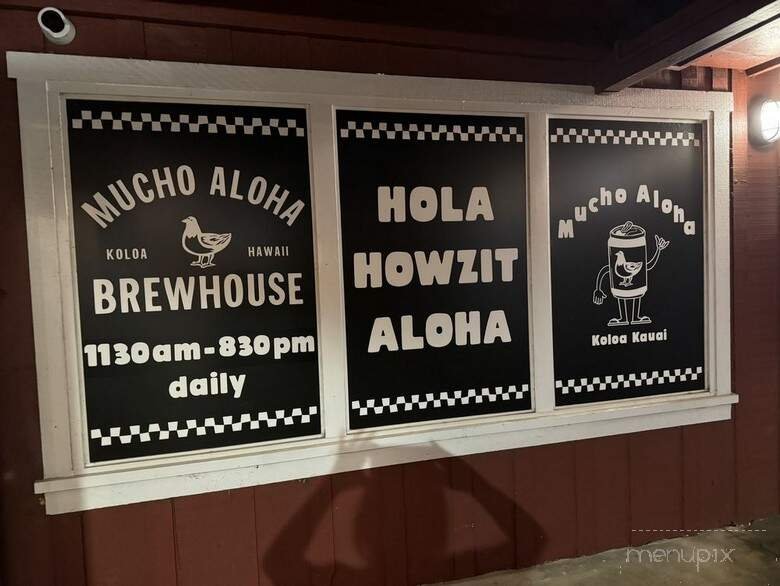 MUCHO ALOHA
KOLOA HAWAII
BREWHOUSE
1130am-830pm
daily
HOLA
HOWZIT
ALOHA
Mucho Aloha
Koloa Kauai
menupix